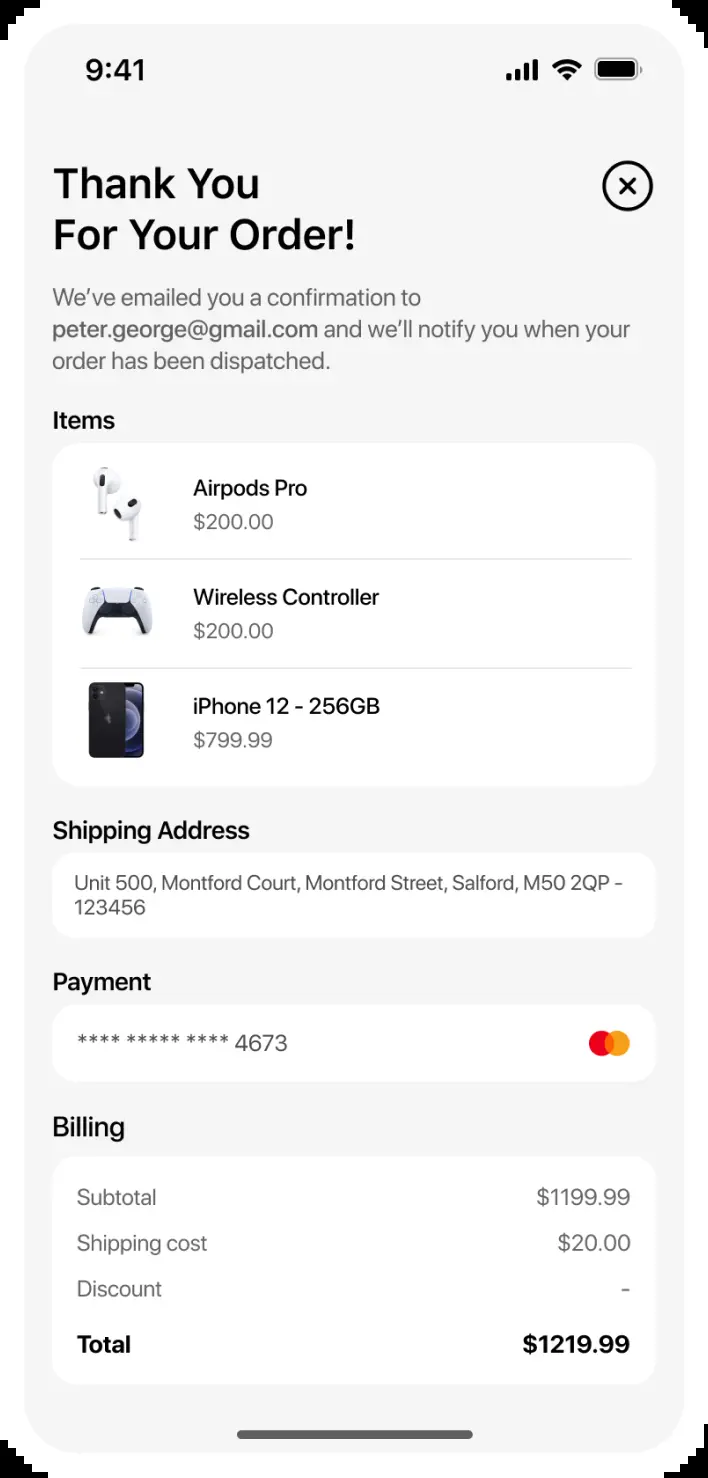 9:41
Thank You
For Your Order!
We’ve emailed you a confirmation to
peter.george@gmail.com and we’ll notify you when your
order has been dispatched.
Items
Airpods Pro
$200.00
Wireless Controller
$200.00
iPhone 12 - 256GB
$799.99
Shipping Address
Unit 500, Montford Court, Montford Street, Salford, M50 2QP -
123456
Payment
**** ***** **** 4673
Billing
Subtotal $1199.99
Shipping cost $20.00
Discount -
Total $1219.99